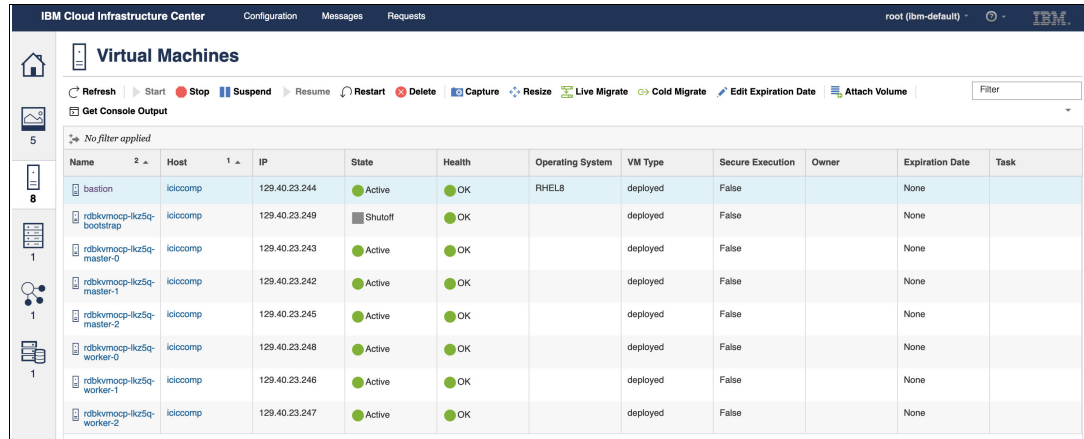 IBM Cloud Infrastructure Center Configuration Messages Requests root (ibm-default) IBM
Virtual Machines
Refresh Start Stop Suspend Resume Restart Delete Capture Resize Live Migrate Cold Migrate Edit Expiration Date Attach Volume Filter
Get Console Output
5
No filter applied
Name 2 Host 1 IP State Health Operating System VM Type Secure Execution Owner Expiration Date Task
8
bastion iciccomp 129.40.23.244 Active OK RHEL8 deployed False None
rdbkvmocp-lkz5q-
bootstrap iciccomp 129.40.23.249 Shutoff OK deployed False None
1
rdbkvmocp-lkz5q-
master-0 iciccomp 129.40.23.243 Active OK deployed False None
rdbkvmocp-lkz5q-
master-1 iciccomp 129.40.23.242 Active OK deployed False None
1
rdbkvmocp-lkz5q-
master-2 iciccomp 129.40.23.245 Active OK deployed False None
rdbkvmocp-lkz5q-
worker-0 iciccomp 129.40.23.248 Active OK deployed False None
1
rdbkvmocp-lkz5q-
worker-1 iciccomp 129.40.23.246 Active OK deployed False None
rdbkvmocp-lkz5q-
worker-2 iciccomp 129.40.23.247 Active OK deployed False None